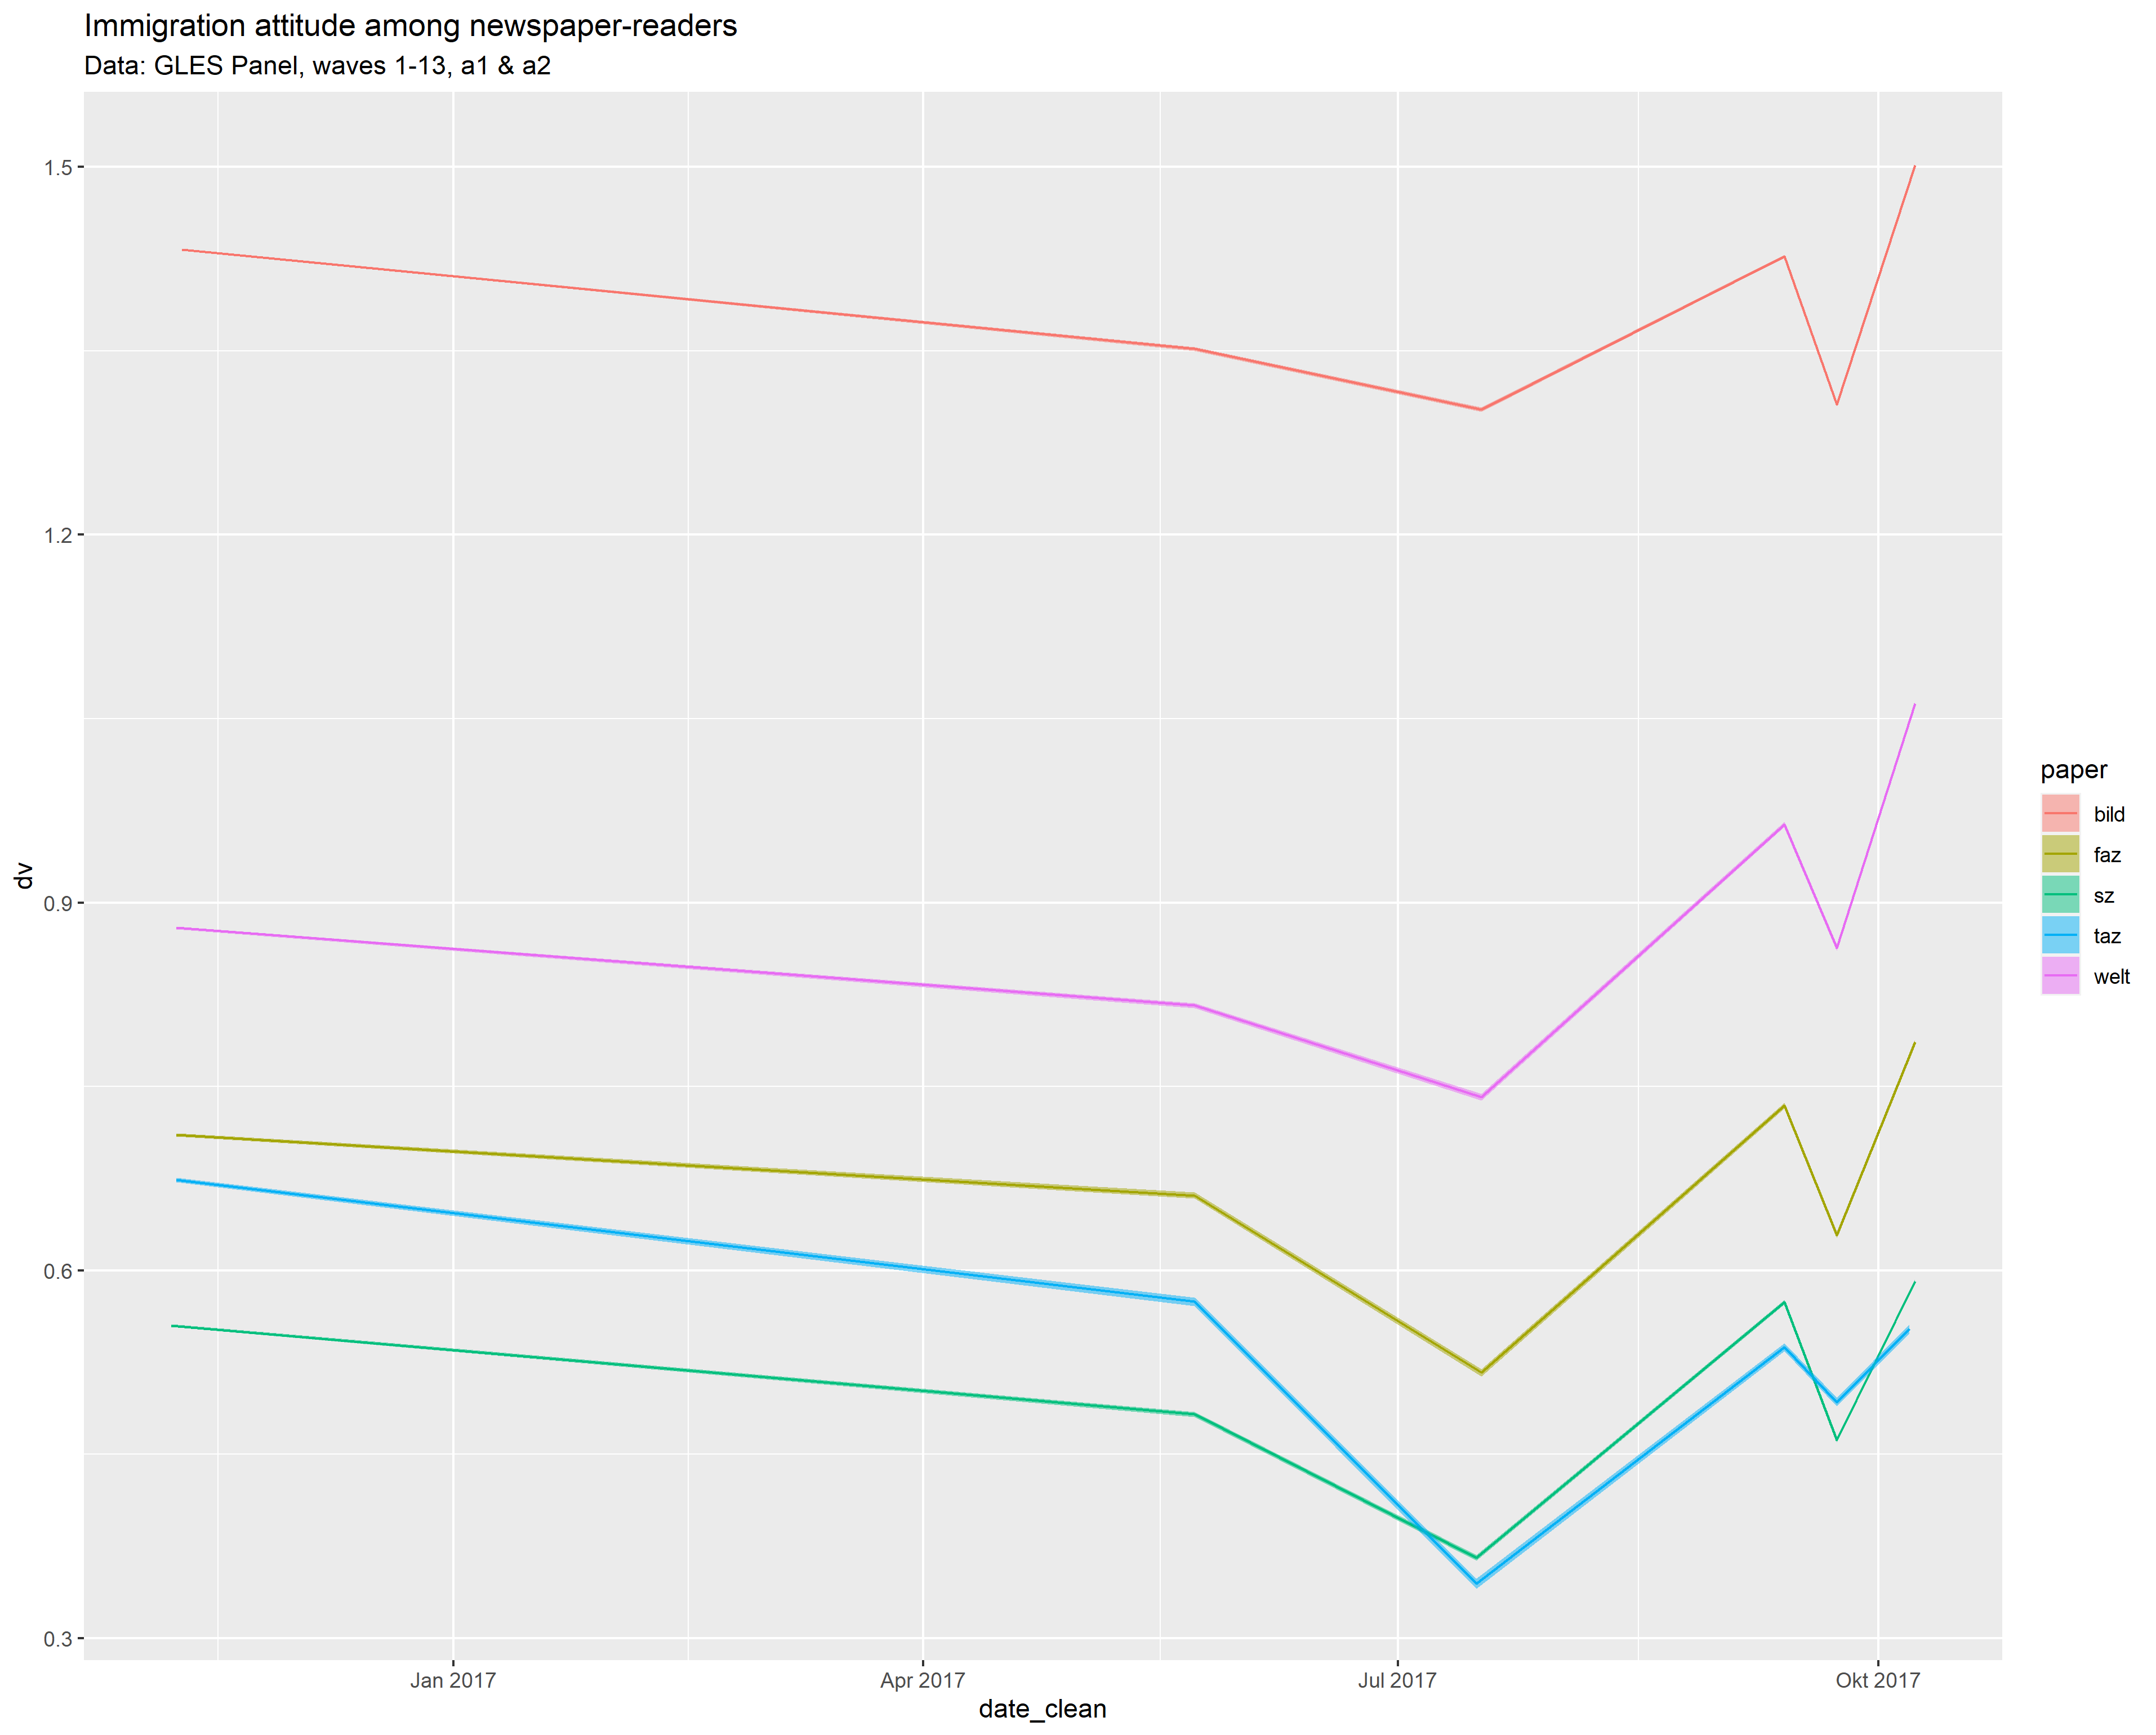 Immigration attitude among newspaper-readers
Data: GLES Panel, waves 1-13, a1 & a2
1.5
1.2
0.9
0.6
0.3
dv
Jan 2017
Apr 2017
Jul 2017
Okt 2017
date_clean
paper
bild
faz
sz
taz
welt